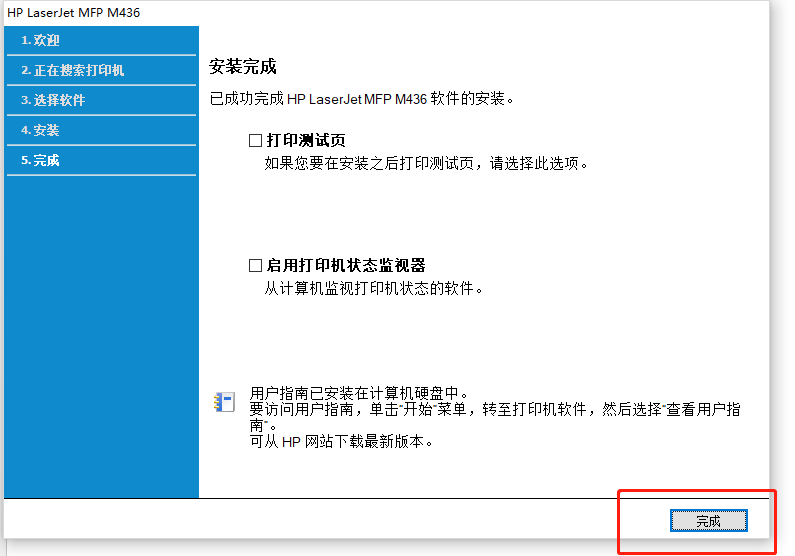 HP LaserJet MFP M436
1. 欢迎
2. 正在搜索打印机
3. 选择软件
4. 安装
5. 完成
安装完成
已成功完成 HP LaserJet MFP M436 软件的安装。
打印测试页
如果您要在安装之后打印测试页，请选择此选项。
启用打印机状态监视器
从计算机监视打印机状态的软件。
用户指南已安装在计算机硬盘中。
要访问用户指南，单击“开始”菜单，转至打印机软件，然后选择“查看用户指
南”。
可从 HP 网站下载最新版本。
完成